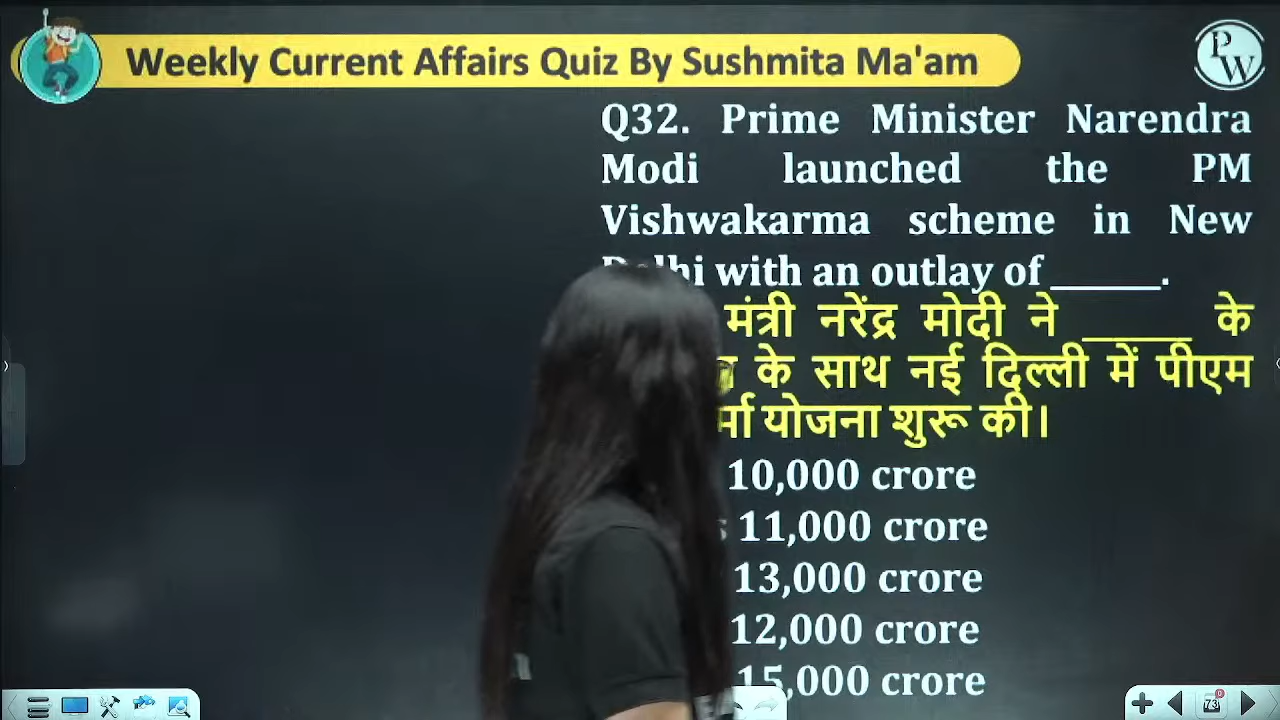 Weekly Current Affairs Quiz By Sushmita Ma'am
PW
Q32. Prime Minister Narendra
Modi launched the PM
Vishwakarma scheme in New
with an outlay of ______.
मंत्री नरेंद्र मोदी ने ______ के
के साथ नई दिल्ली में पीएम
योजना शुरू की।
10,000 crore
11,000 crore
13,000 crore
12,000 crore
15,000 crore
73